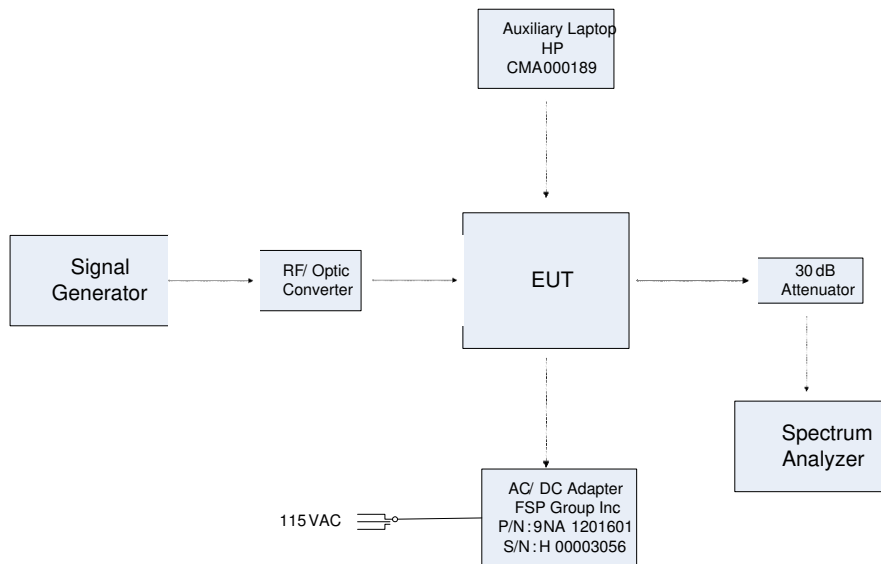 Auxiliary Laptop
HP
CMA000189
Signal
Generator
RF/ Optic
Converter
EUT
30 dB
Attenuator
Spectrum
Analyzer
115 VAC
AC/ DC Adapter
FSP Group Inc
P/N : 9NA 1201601
S/N : H 00003056